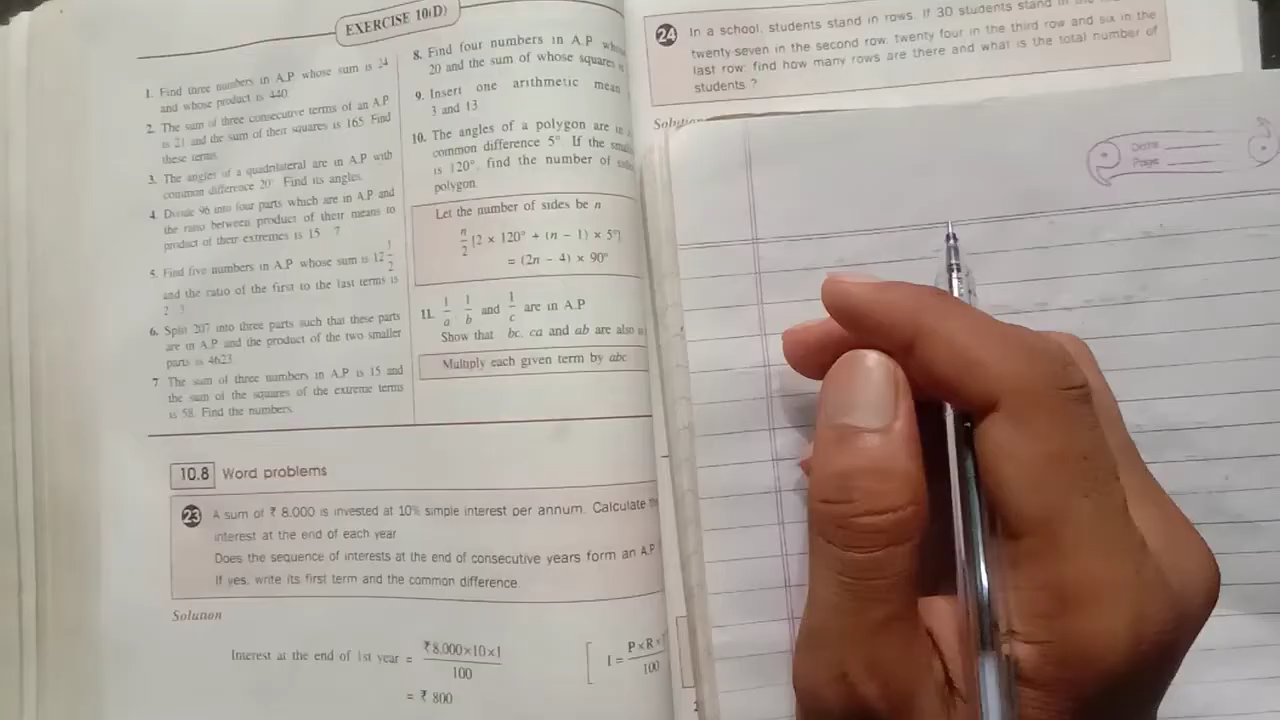 EXERCISE 10(D)
1. Find three numbers in A.P. whose sum is 24
and whose product is 440.
2. The sum of three consecutive terms of an A.P.
is 21 and the sum of their squares is 165. Find
these terms.
3. The angles of a quadrilateral are in A.P. with
common difference 20°. Find its angles.
4. Divide 96 into four parts which are in A.P. and
the ratio between product of their means to
product of their extremes is 15 : 7.
5. Find five numbers in A.P. whose sum is 12 1/2
and the ratio of the first to the last terms is
2 : 3.
6. Split 207 into three parts such that these parts
are in A.P. and the product of the two smaller
parts is 4623.
7. The sum of three numbers in A.P. is 15 and
the sum of the squares of the extreme terms
is 58. Find the numbers.
8. Find four numbers in A.P.
20 and the sum of whose squares
9. Insert one arithmetic mean
3 and 13.
10. The angles of a polygon are in
common difference 5°. If the
is 120°, find the number of
polygon.
Let the number of sides be n
n/2 [2 × 120° + (n − 1) × 5°]
= (2n − 4) × 90°
11. 1/a, 1/b and 1/c are in A.P.
Show that : bc, ca and ab are also
Multiply each given term by abc
10.8 Word problems
23 A sum of ₹ 8,000 is invested at 10% simple interest per annum. Calculate
interest at the end of each year.
Does the sequence of interests at the end of consecutive years form an A.P.
If yes, write its first term and the common difference.
Solution
Interest at the end of 1st year = ₹ 8,000×10×1/100
[ I = P×R×/100
= ₹ 800
24 In a school, students stand in rows. If 30 students stand in
twenty-seven in the second row, twenty four in the third row and six in the
last row; find how many rows are there and what is the total number of
students ?
Solution
Date
Page